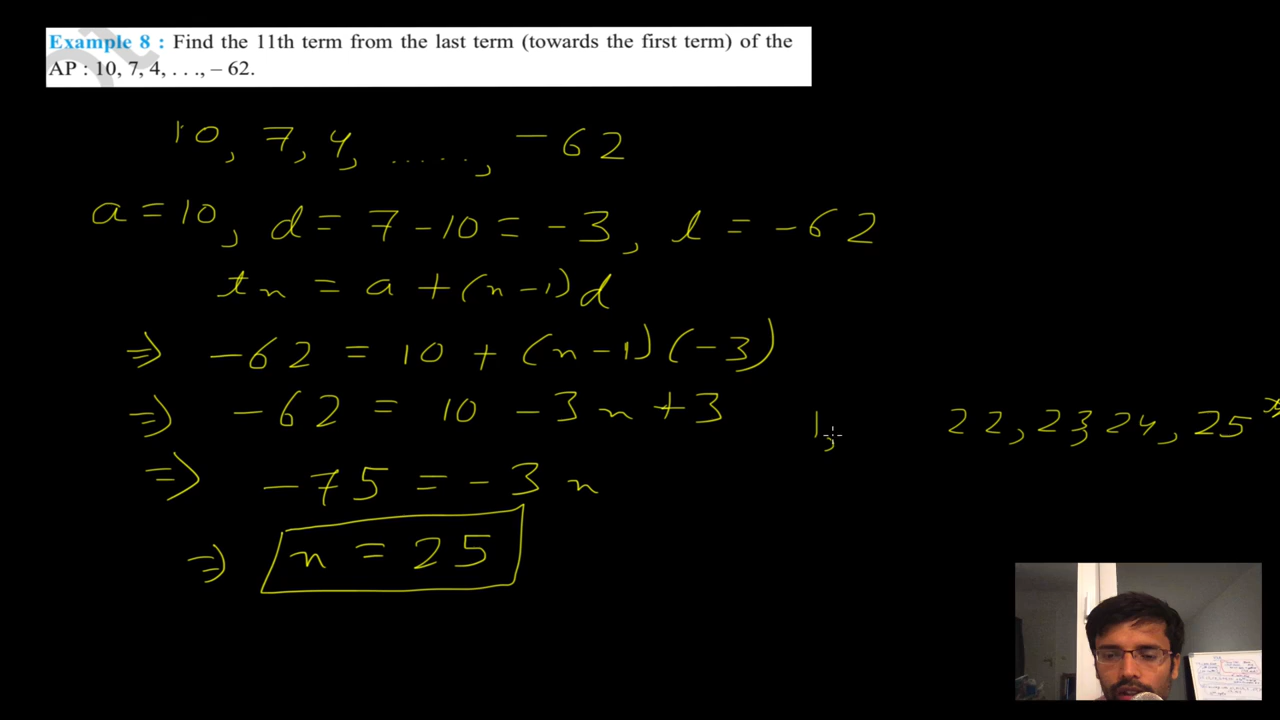 Example 8 : Find the 11th term from the last term (towards the first term) of the
AP : 10, 7, 4, . . ., – 62.
10, 7, 4, ......, -62
a = 10, d = 7 - 10 = -3, l = -62
tn = a + (n-1)d
⇒ -62 = 10 + (n-1)(-3)
⇒ -62 = 10 - 3n + 3
1, 22, 23, 24, 25
⇒ -75 = -3n
⇒ n = 25